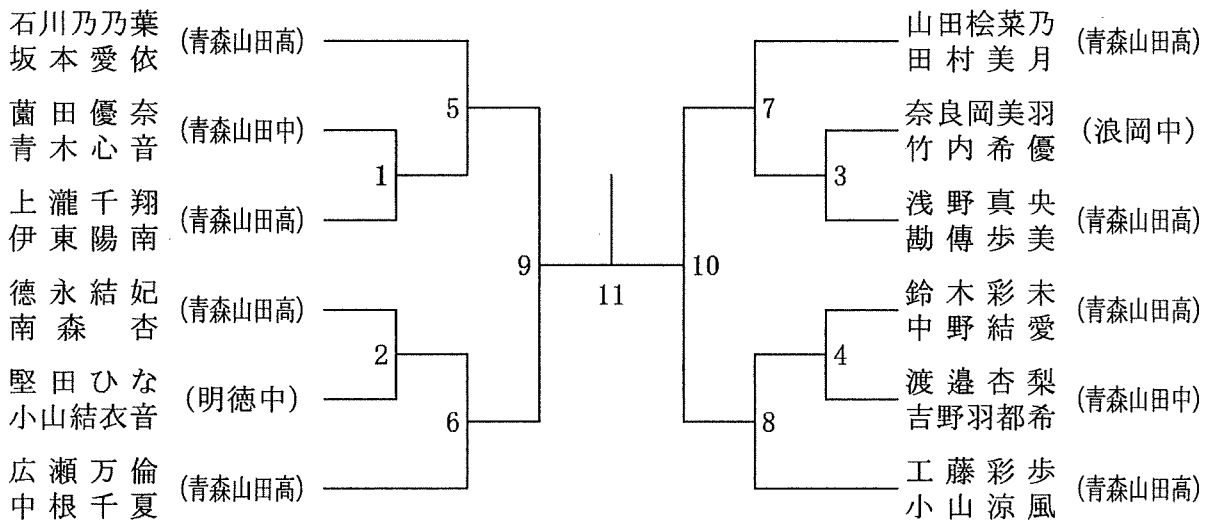 石川乃乃葉
坂本愛依
(青森山田高)
薗田優奈
青木心音
(青森山田中)
上瀧千翔
伊東陽南
(青森山田高)
徳永結妃
南森 杏
(青森山田高)
堅田ひな
小山結衣音
(明徳中)
広瀬万倫
中根千夏
(青森山田高)
1
2
5
6
9
11
10
7
8
3
4
山田桧菜乃
田村美月
(青森山田高)
奈良岡美羽
竹内希優
(浪岡中)
浅野真央
勘傳歩美
(青森山田高)
鈴木彩未
中野結愛
(青森山田高)
渡邉杏梨
吉野羽都希
(青森山田中)
工藤彩歩
小山涼風
(青森山田高)